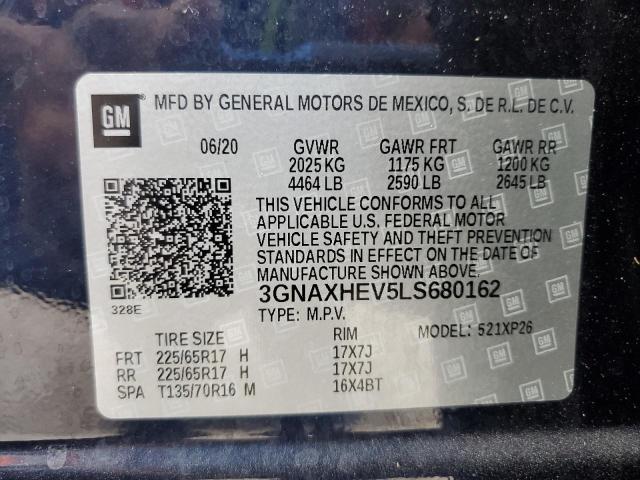 GM
MFD BY GENERAL MOTORS DE MEXICO, S. DE R.L. DE C.V.
06/20 GVWR GAWR FRT GAWR RR
2025 KG 1175 KG 1200 KG
4464 LB 2590 LB 2645 LB
THIS VEHICLE CONFORMS TO ALL
APPLICABLE U.S. FEDERAL MOTOR
VEHICLE SAFETY AND THEFT PREVENTION
STANDARDS IN EFFECT ON THE DATE OF
MANUFACTURE SHOWN ABOVE.
3GNAXHEV5LS680162
328E
TYPE: M.P.V. MODEL: 521XP26
TIRE SIZE RIM
FRT 225/65R17 H 17X7J
RR 225/65R17 H 17X7J
SPA T135/70R16 M 16X4BT